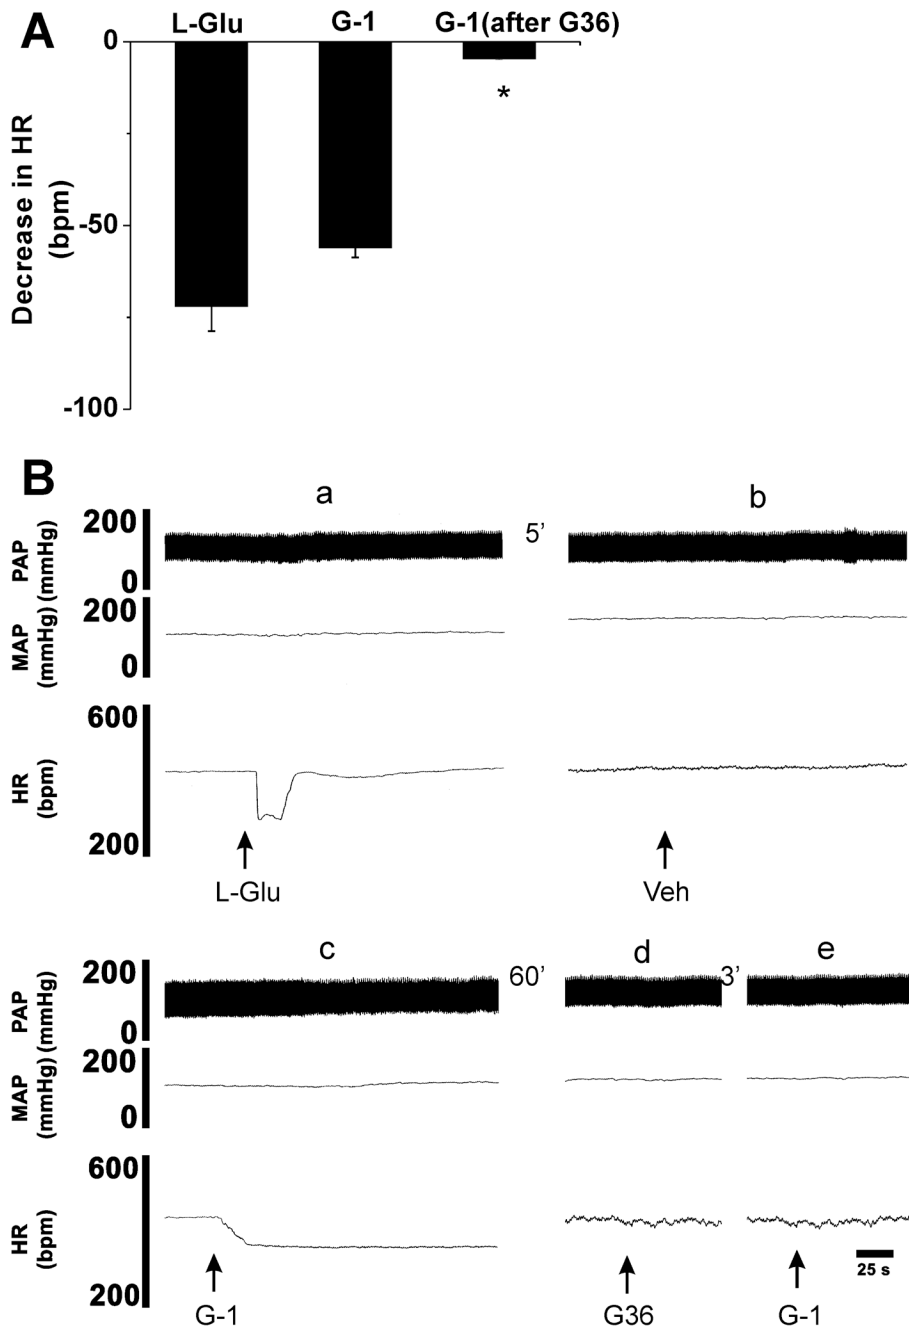 A
L-Glu G-1 G-1(after G36)
0
-50
-100
Decrease in HR
(bpm)
*
B
a b
5’
PAP
(mmHg)
200
0
MAP
(mmHg)
200
0
HR
(bpm)
600
200
L-Glu Veh
c d e
60’ 3’
PAP
(mmHg)
200
0
MAP
(mmHg)
200
0
HR
(bpm)
600
200
25 s
G-1 G36 G-1